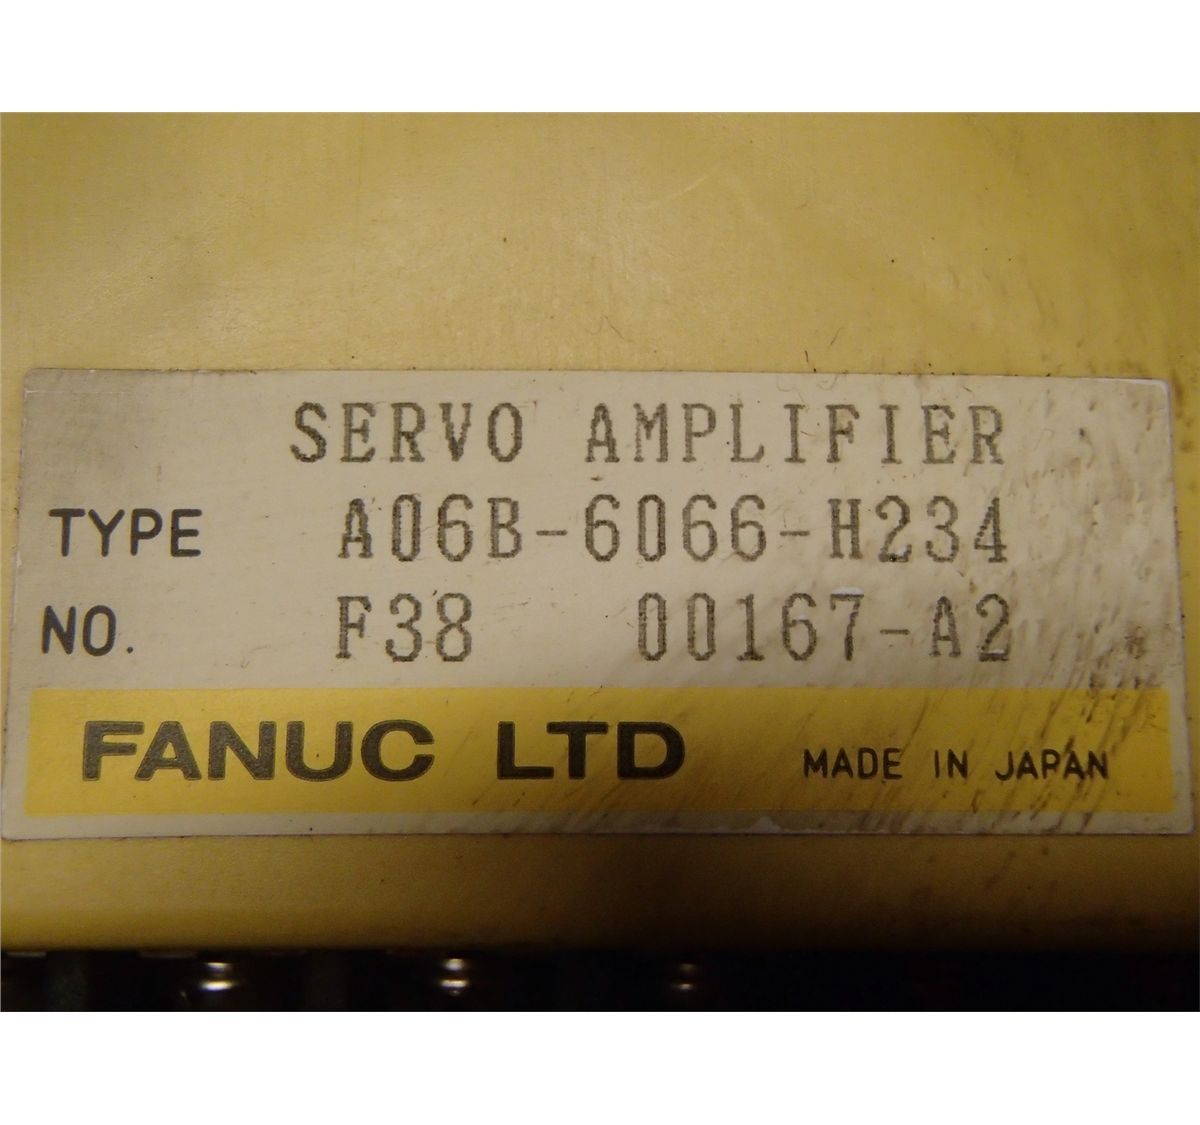 SERVO AMPLIFIER
TYPE A06B-6066-H234
NO. F38 00167-A2
FANUC LTD MADE IN JAPAN